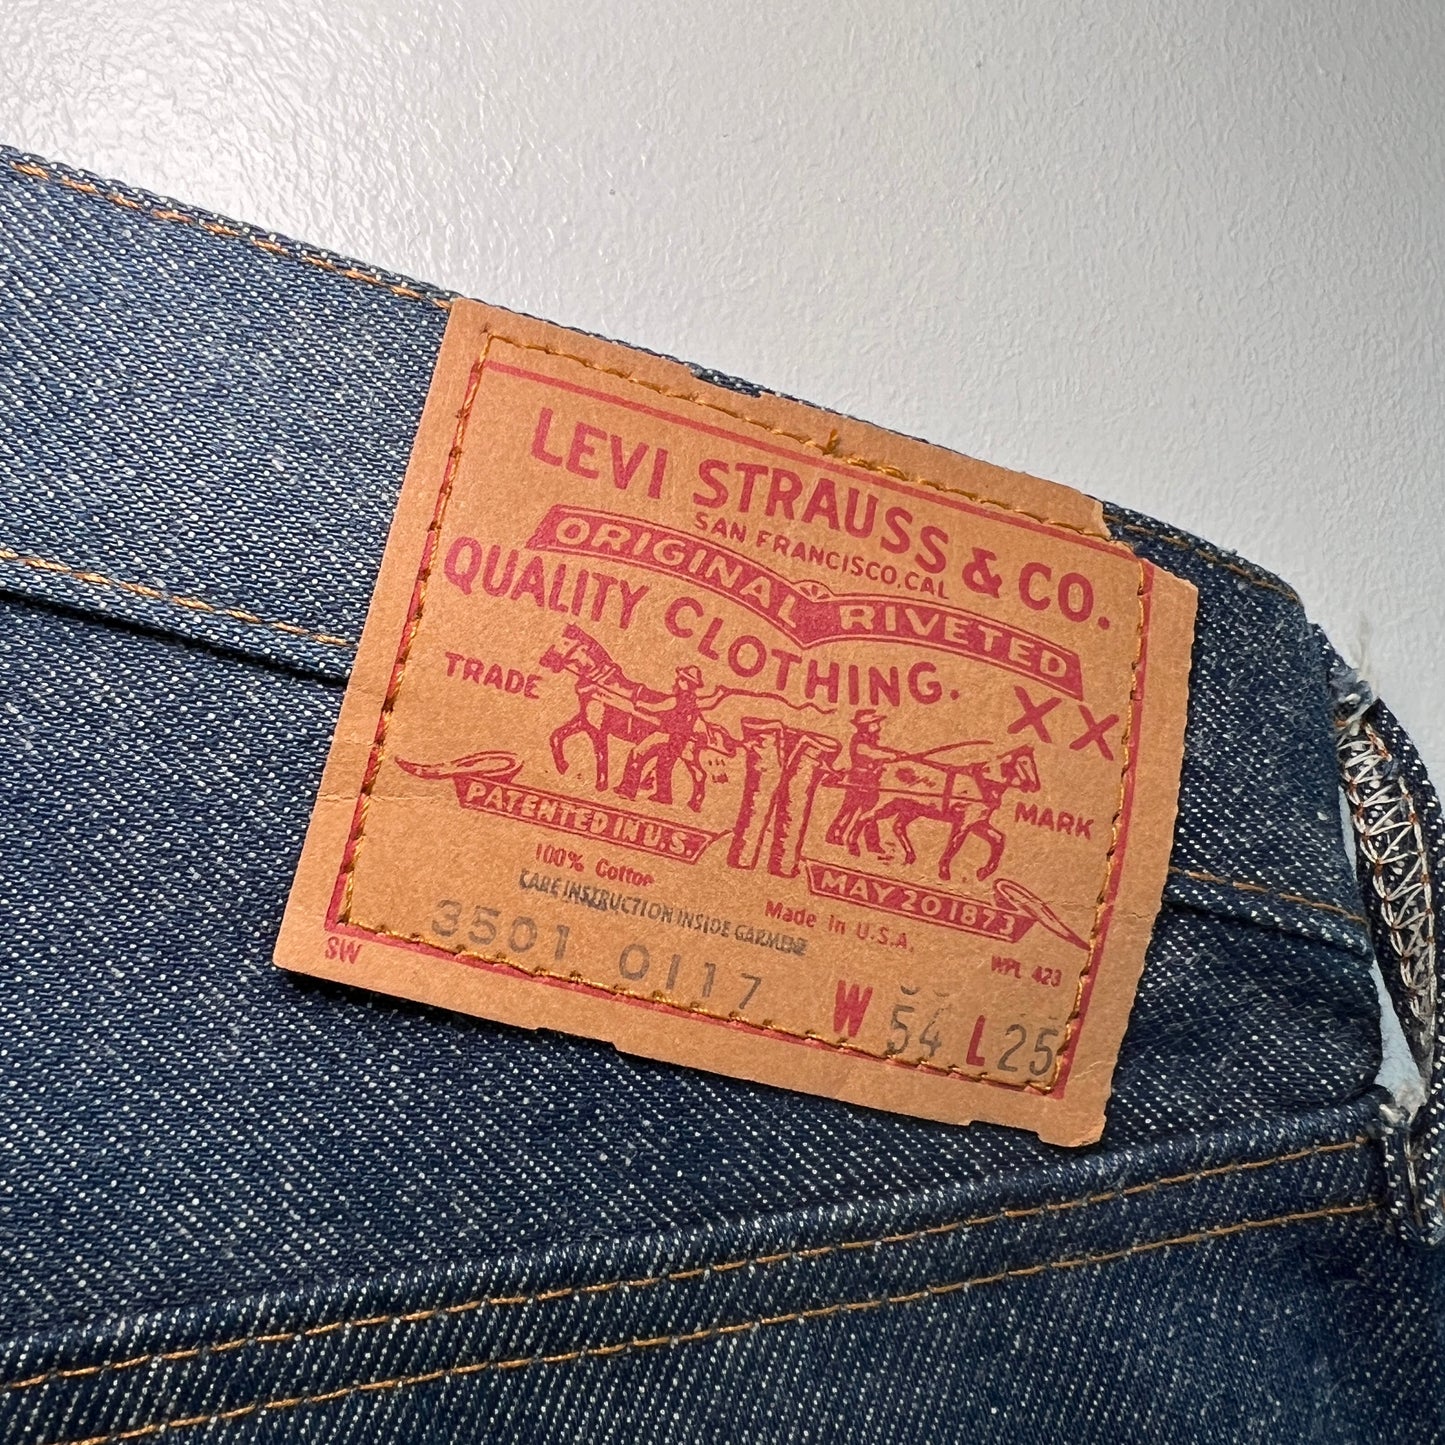 LEVI STRAUSS & CO.
SAN FRANCISCO, CAL
ORIGINAL RIVETED
QUALITY CLOTHING.
XX
TRADE
MARK
PATENTED IN U.S.
MAY 20 1873
100% Cotton
CARE INSTRUCTION INSIDE GARMENT
Made in U.S.A.
WPL 423
3501 0117
W 54 L 25
SW